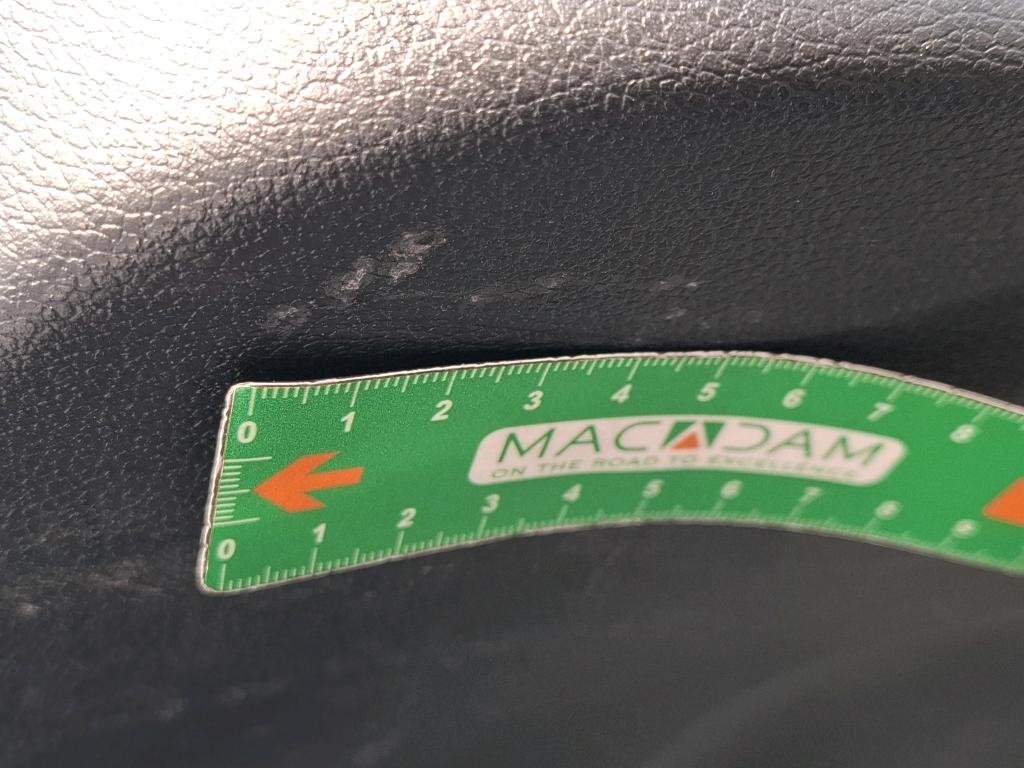 0 1 2 3 4 5 6 7 8
MACADAM
ON THE ROAD TO EXCELLENCE
0 1 2 3 4 5 6 7 8 9